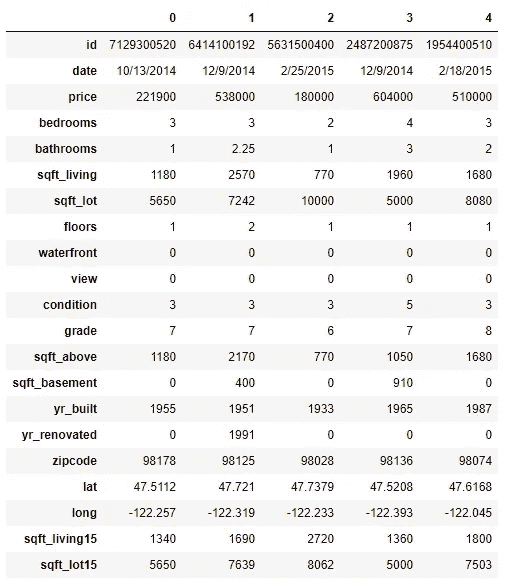 0 1 2 3 4
id 7129300520 6414100192 5631500400 2487200875 1954400510
date 10/13/2014 12/9/2014 2/25/2015 12/9/2014 2/18/2015
price 221900 538000 180000 604000 510000
bedrooms 3 3 2 4 3
bathrooms 1 2.25 1 3 2
sqft_living 1180 2570 770 1960 1680
sqft_lot 5650 7242 10000 5000 8080
floors 1 2 1 1 1
waterfront 0 0 0 0 0
view 0 0 0 0 0
condition 3 3 3 5 3
grade 7 7 6 7 8
sqft_above 1180 2170 770 1050 1680
sqft_basement 0 400 0 910 0
yr_built 1955 1951 1933 1965 1987
yr_renovated 0 1991 0 0 0
zipcode 98178 98125 98028 98136 98074
lat 47.5112 47.721 47.7379 47.5208 47.6168
long -122.257 -122.319 -122.233 -122.393 -122.045
sqft_living15 1340 1690 2720 1360 1800
sqft_lot15 5650 7639 8062 5000 7503